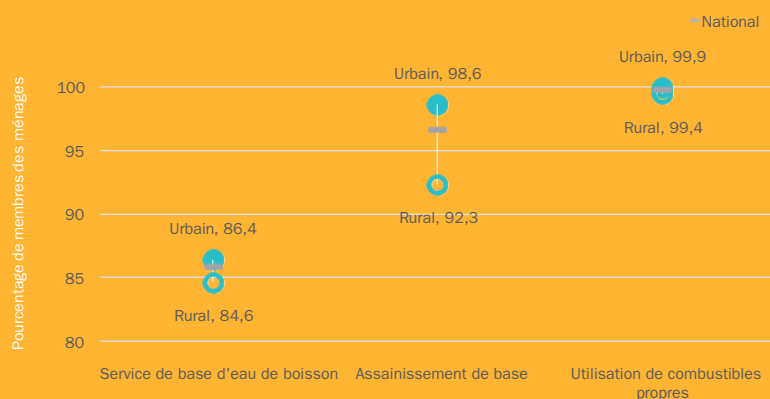 National
Urbain, 99,9
Urbain, 98,6
100
Rural, 99,4
95
90
Rural, 92,3
Urbain, 86,4
85
Rural, 84,6
80
Pourcentage de membres des ménages
Service de base d'eau de boisson
Assainissement de base
Utilisation de combustibles
propres